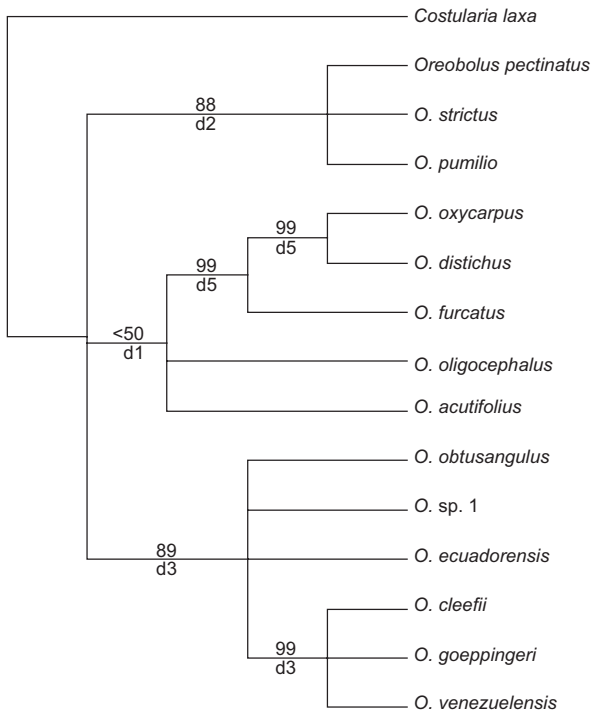 Costularia laxa
Oreobolus pectinatus
88
d2
O. strictus
O. pumilio
O. oxycarpus
99
d5
O. distichus
99
d5
O. furcatus
<50
d1
O. oligocephalus
O. acutifolius
O. obtusangulus
O. sp. 1
89
d3
O. ecuadorensis
O. cleefii
99
d3
O. goeppingeri
O. venezuelensis